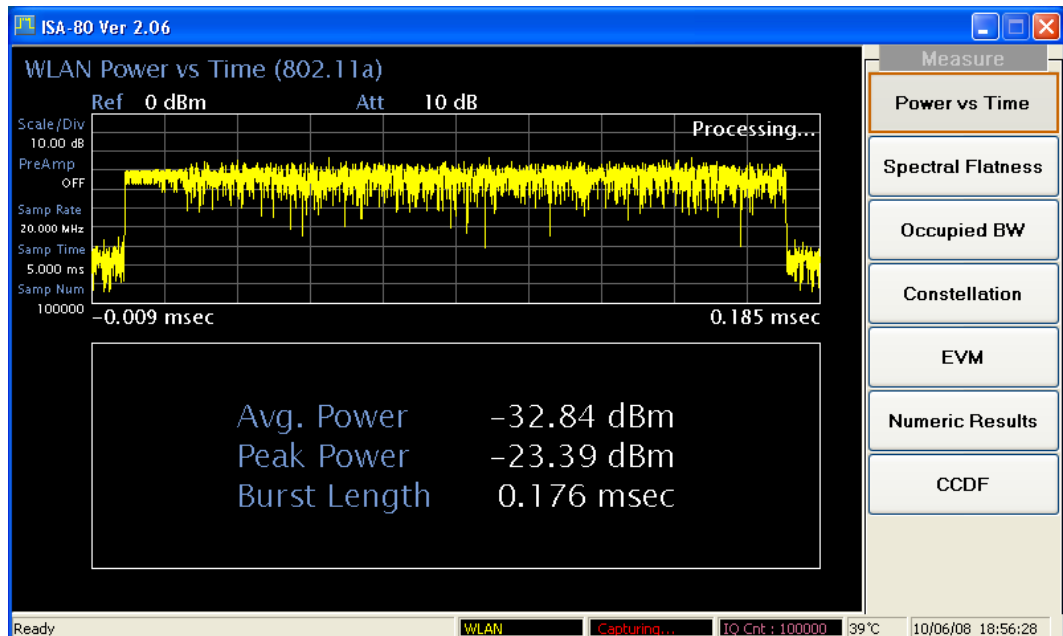 ISA-80 Ver 2.06
WLAN Power vs Time (802.11a)
Ref 0 dBm Att 10 dB
Scale/Div
10.00 dB
PreAmp
OFF
Samp Rate
20.000 MHz
Samp Time
5.000 ms
Samp Num
100000
Processing...
-0.009 msec 0.185 msec
Avg. Power -32.84 dBm
Peak Power -23.39 dBm
Burst Length 0.176 msec
Measure
Power vs Time
Spectral Flatness
Occupied BW
Constellation
EVM
Numeric Results
CCDF
Ready WLAN Capturing... IQ Cnt : 100000 39℃ 10/06/08 18:56:28